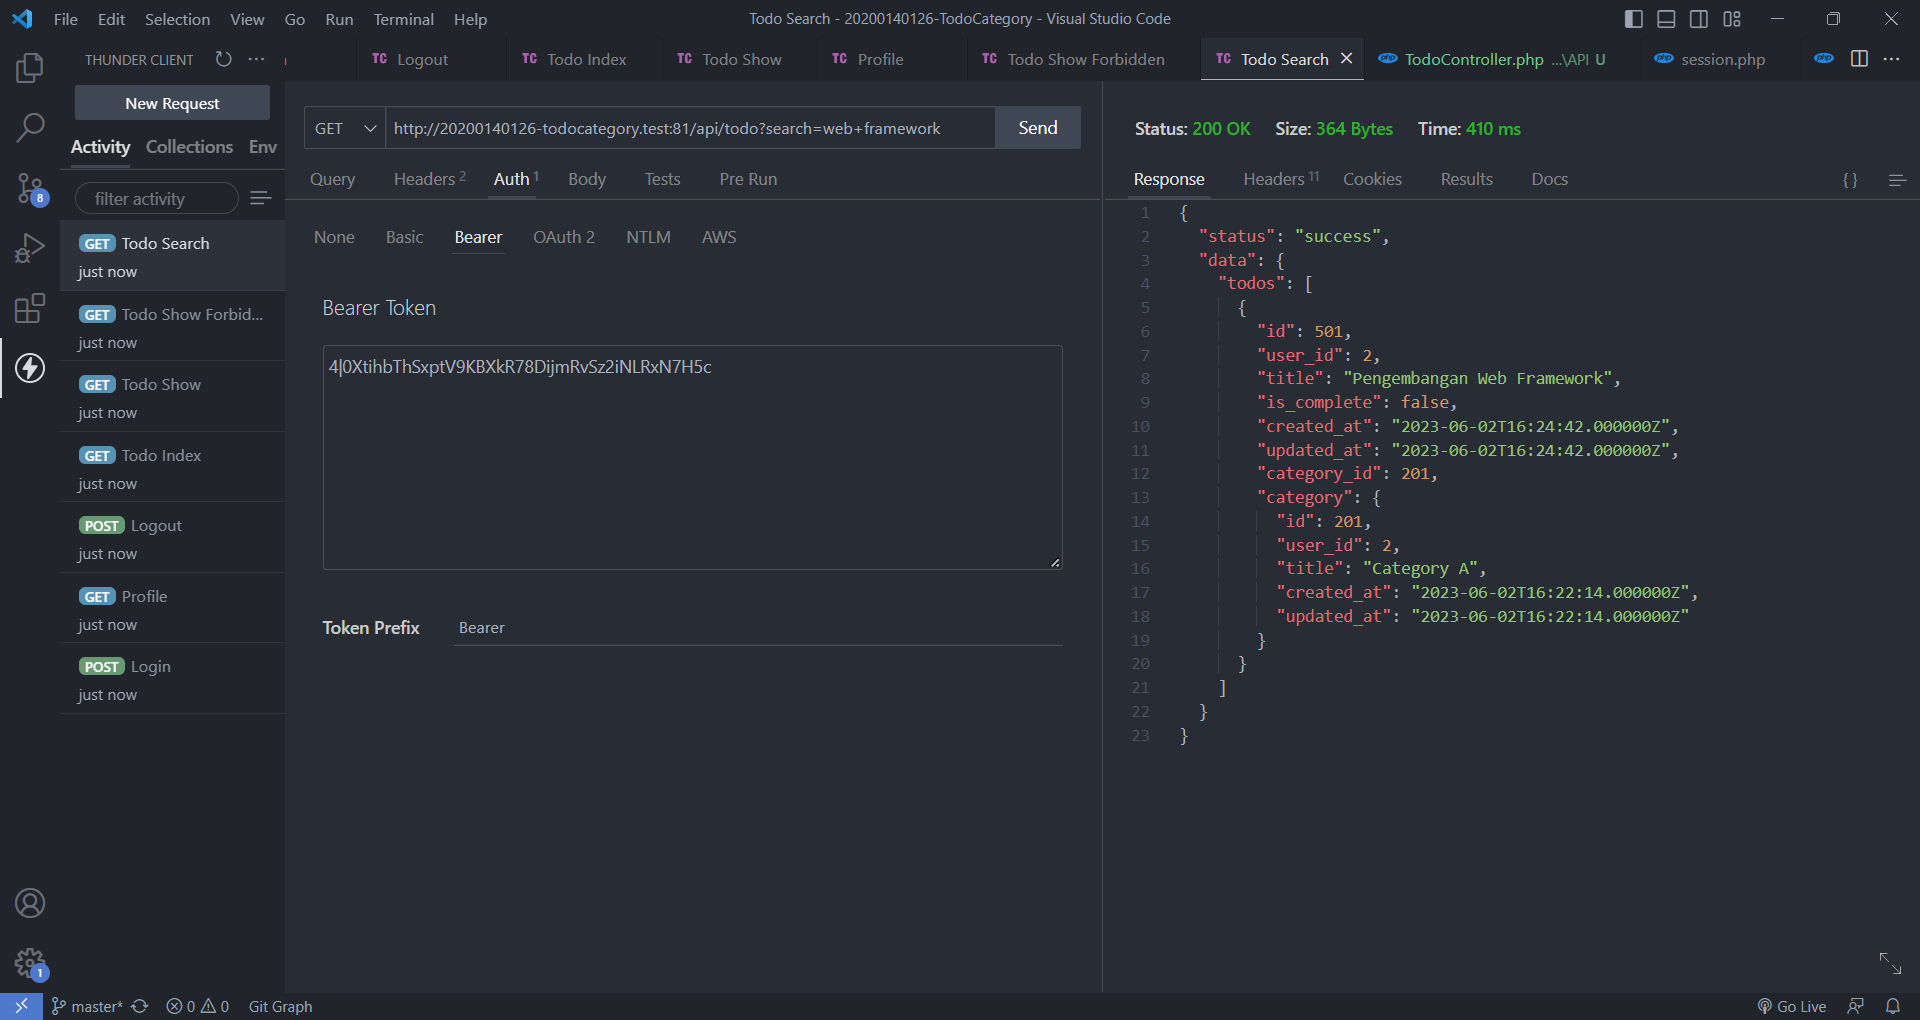 File Edit Selection View Go Run Terminal Help
Todo Search - 20200140126-TodoCategory - Visual Studio Code
THUNDER CLIENT
TC Logout TC Todo Index TC Todo Show TC Profile TC Todo Show Forbidden TC Todo Search php TodoController.php ...\API U php session.php php
New Request
Activity Collections Env
filter activity
GET Todo Search
just now
GET Todo Show Forbid...
just now
GET Todo Show
just now
GET Todo Index
just now
POST Logout
just now
GET Profile
just now
POST Login
just now
8
1
GET http://20200140126-todocategory.test:81/api/todo?search=web+framework Send
Query Headers 2 Auth 1 Body Tests Pre Run
None Basic Bearer OAuth 2 NTLM AWS
Bearer Token
4|0XtihbThSxptV9KBXkR78DijmRvSz2iNLRxN7H5c
Token Prefix Bearer
Status: 200 OK Size: 364 Bytes Time: 410 ms
Response Headers 11 Cookies Results Docs { }
1 {
2 "status": "success",
3 "data": {
4 "todos": [
5 {
6 "id": 501,
7 "user_id": 2,
8 "title": "Pengembangan Web Framework",
9 "is_complete": false,
10 "created_at": "2023-06-02T16:24:42.000000Z",
11 "updated_at": "2023-06-02T16:24:42.000000Z",
12 "category_id": 201,
13 "category": {
14 "id": 201,
15 "user_id": 2,
16 "title": "Category A",
17 "created_at": "2023-06-02T16:22:14.000000Z",
18 "updated_at": "2023-06-02T16:22:14.000000Z"
19 }
20 }
21 ]
22 }
23 }
master* 0 0 Git Graph
Go Live